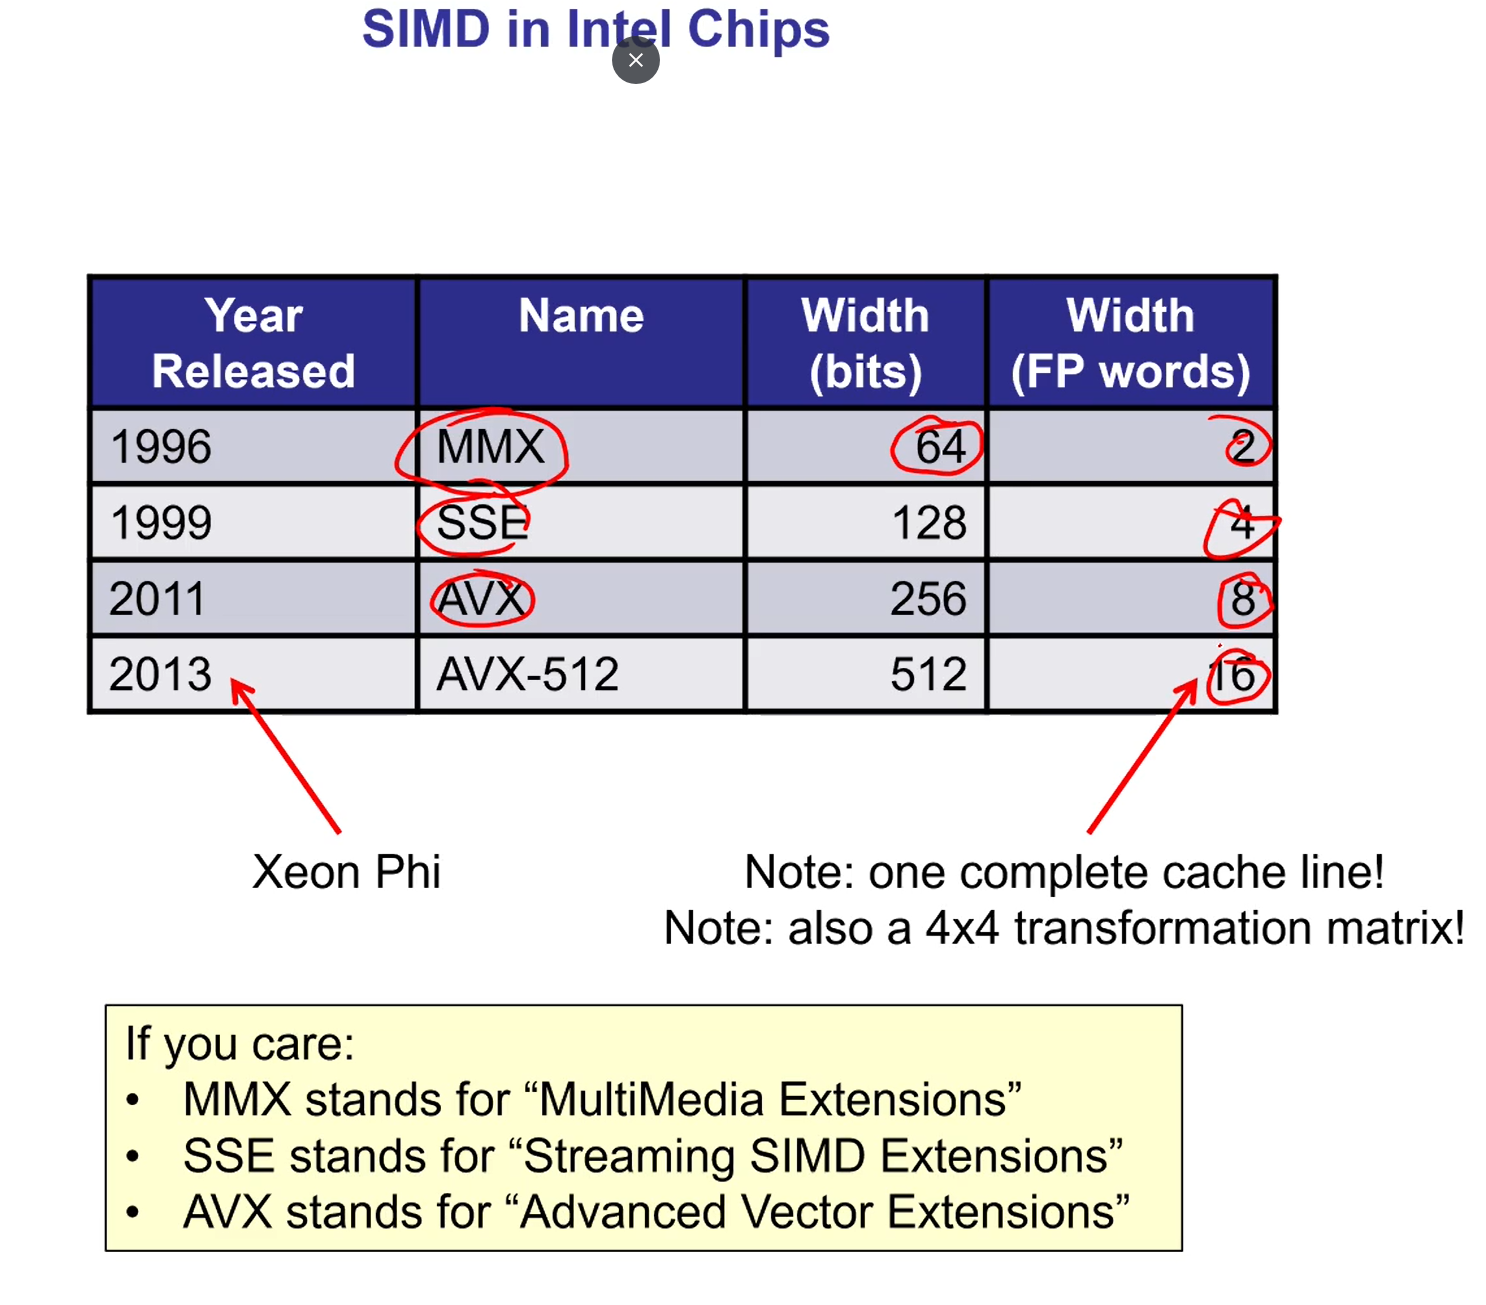 SIMD in Intel Chips
Year Released Name Width (bits) Width (FP words)
1996 MMX 64 2
1999 SSE 128 4
2011 AVX 256 8
2013 AVX-512 512 16
Xeon Phi
Note: one complete cache line!
Note: also a 4x4 transformation matrix!
If you care:
• MMX stands for “MultiMedia Extensions”
• SSE stands for “Streaming SIMD Extensions”
• AVX stands for “Advanced Vector Extensions”